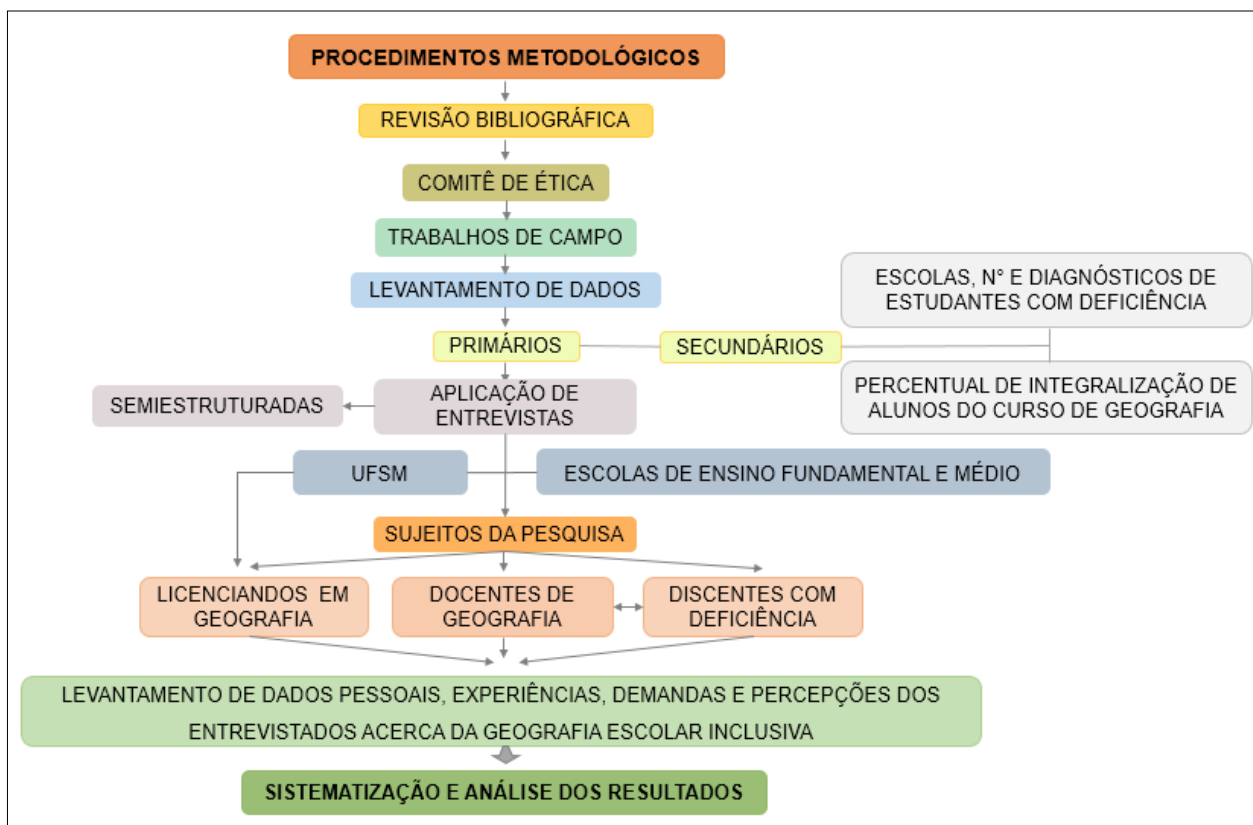 PROCEDIMENTOS METODOLÓGICOS
REVISÃO BIBLIOGRÁFICA
COMITÊ DE ÉTICA
TRABALHOS DE CAMPO
LEVANTAMENTO DE DADOS
ESCOLAS, N° E DIAGNÓSTICOS DE
ESTUDANTES COM DEFICIÊNCIA
PRIMÁRIOS
SECUNDÁRIOS
PERCENTUAL DE INTEGRALIZAÇÃO DE
ALUNOS DO CURSO DE GEOGRAFIA
SEMIESTRUTURADAS
APLICAÇÃO DE
ENTREVISTAS
UFSM
ESCOLAS DE ENSINO FUNDAMENTAL E MÉDIO
SUJEITOS DA PESQUISA
LICENCIANDOS EM
GEOGRAFIA
DOCENTES DE
GEOGRAFIA
DISCENTES COM
DEFICIÊNCIA
LEVANTAMENTO DE DADOS PESSOAIS, EXPERIÊNCIAS, DEMANDAS E PERCEPÇÕES DOS
ENTREVISTADOS ACERCA DA GEOGRAFIA ESCOLAR INCLUSIVA
SISTEMATIZAÇÃO E ANÁLISE DOS RESULTADOS